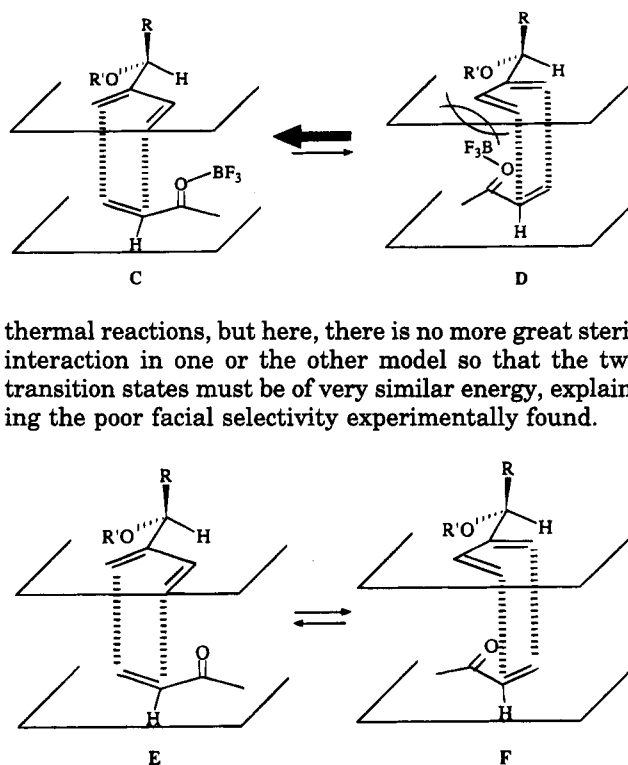 R
R'O
H
BF₃
O
H
C
R
R'O
H
F₃B
O
H
D
thermal reactions, but here, there is no more great steri
interaction in one or the other model so that the tw
transition states must be of very similar energy, explain
ing the poor facial selectivity experimentally found.
R
R'O
H
O
H
E
R
R'O
H
O
H
F